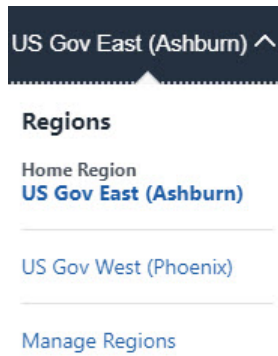 US Gov East (Ashburn)
Regions
Home Region
US Gov East (Ashburn)
US Gov West (Phoenix)
Manage Regions